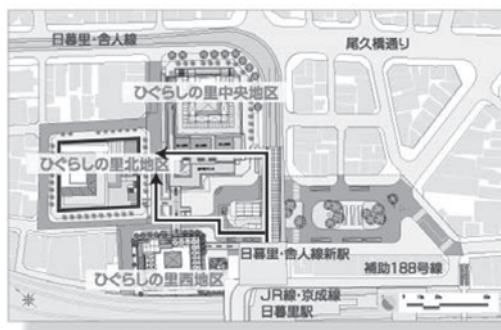 日暮里・舎人線
尾久橋通り
ひぐらしの里中央地区
ひぐらしの里北地区
日暮里・舎人線新駅
ひぐらしの里西地区
補助188号線
JR線・京成線
日暮里駅